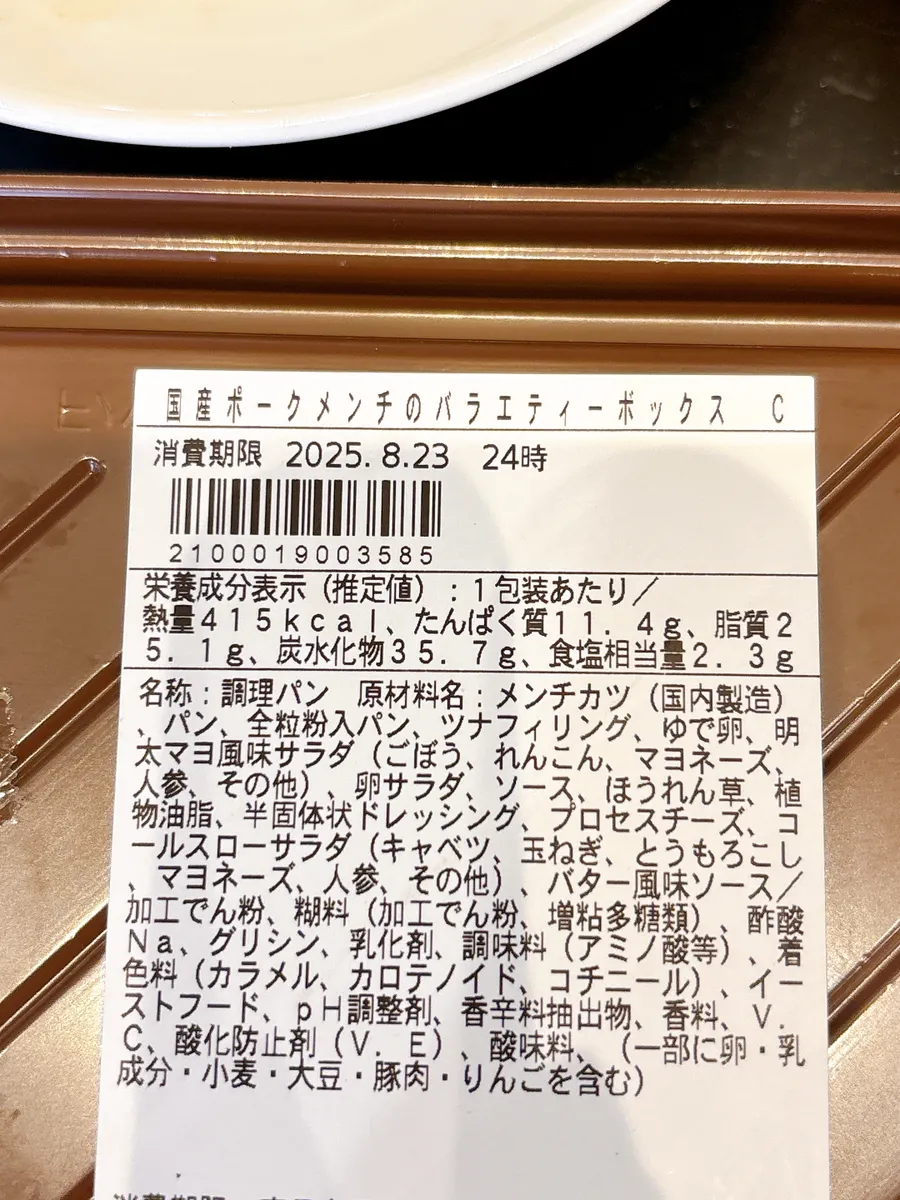 国産ポークメンチのバラエティーボックス C
消費期限 2025.8.23 24時
2100019003585
栄養成分表示(推定値):1包装あたり/
熱量415kcal、たんぱく質11.4g、脂質2
5.1g、炭水化物35.7g、食塩相当量2.3g
名称:調理パン 原材料名:メンチカツ(国内製造)
、パン、全粒粉入パン、ツナフィリング、ゆで卵、明
太マヨ風味サラダ(ごぼう、れんこん、マヨネーズ、
人参、その他)、卵サラダ、ソース、ほうれん草、植
物油脂、半固体状ドレッシング、プロセスチーズ、コ
ールスローサラダ(キャベツ、玉ねぎ、とうもろこし
、マヨネーズ、人参、その他)、バター風味ソース/
加工でん粉、糊料(加工でん粉、増粘多糖類)、酢酸
Na、グリシン、乳化剤、調味料(アミノ酸等)、着
色料(カラメル、カロテノイド、コチニール)、イー
ストフード、pH調整剤、香辛料抽出物、香料、V.
C、酸化防止剤(V.E)、酸味料、(一部に卵・乳
成分・小麦・大豆・豚肉・りんごを含む)
消費期限